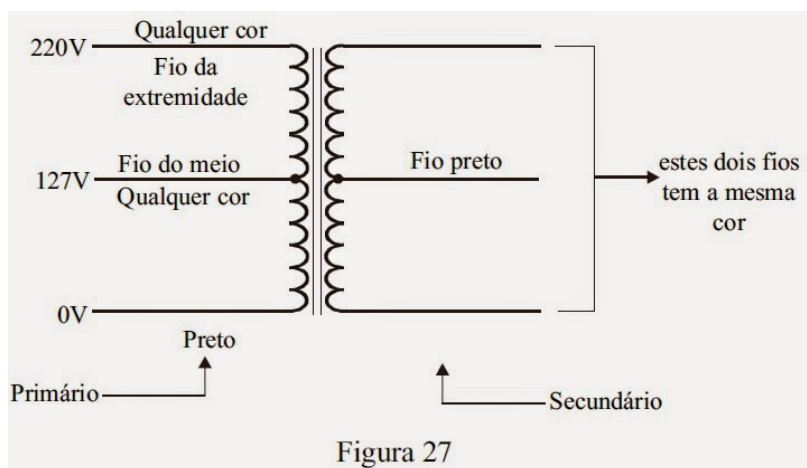 220V
Qualquer cor
Fio da
extremidade
127V
Fio do meio
Qualquer cor
Fio preto
estes dois fios
tem a mesma
cor
0V
Preto
Primário
Secundário
Figura 27